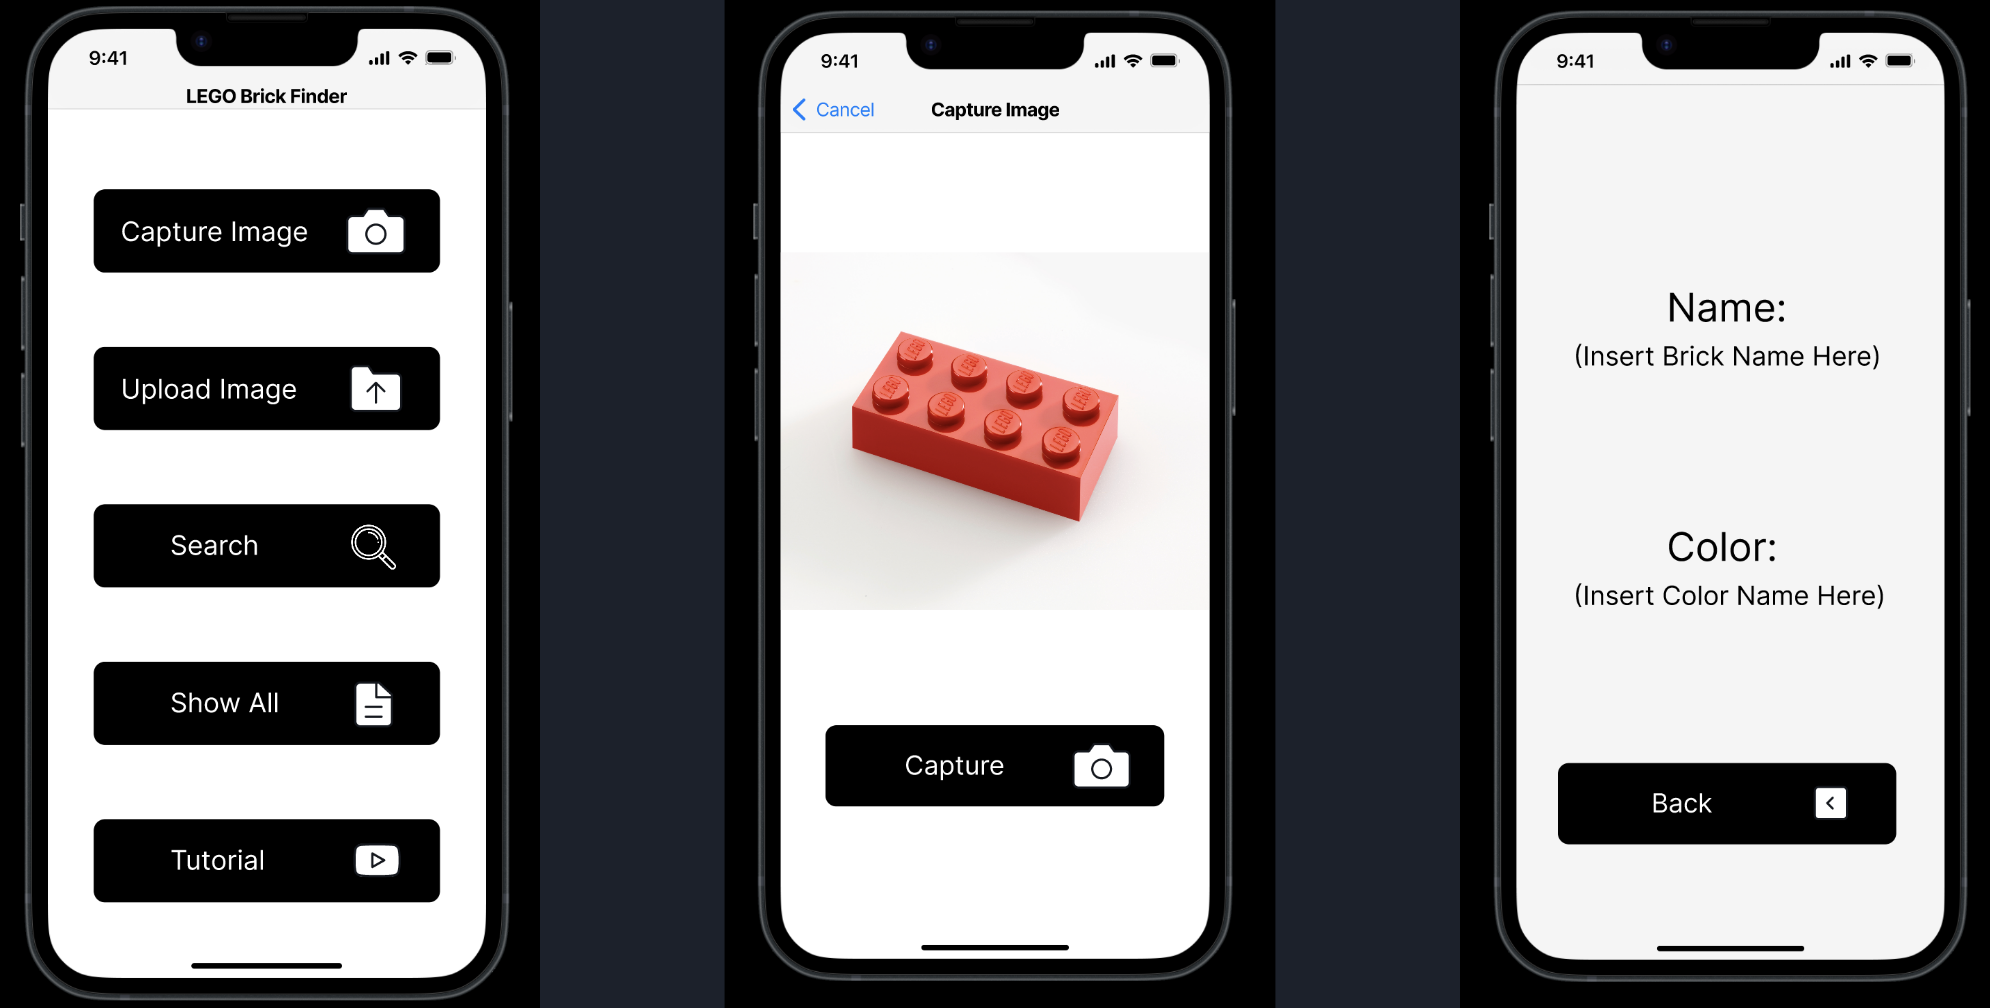 9:41
LEGO Brick Finder
Capture Image
Upload Image
Search
Show All
Tutorial
9:41
Cancel
Capture Image
LEGO
LEGO
LEGO
LEGO
LEGO
LEGO
LEGO
LEGO
Capture
9:41
Name:
(Insert Brick Name Here)
Color:
(Insert Color Name Here)
Back